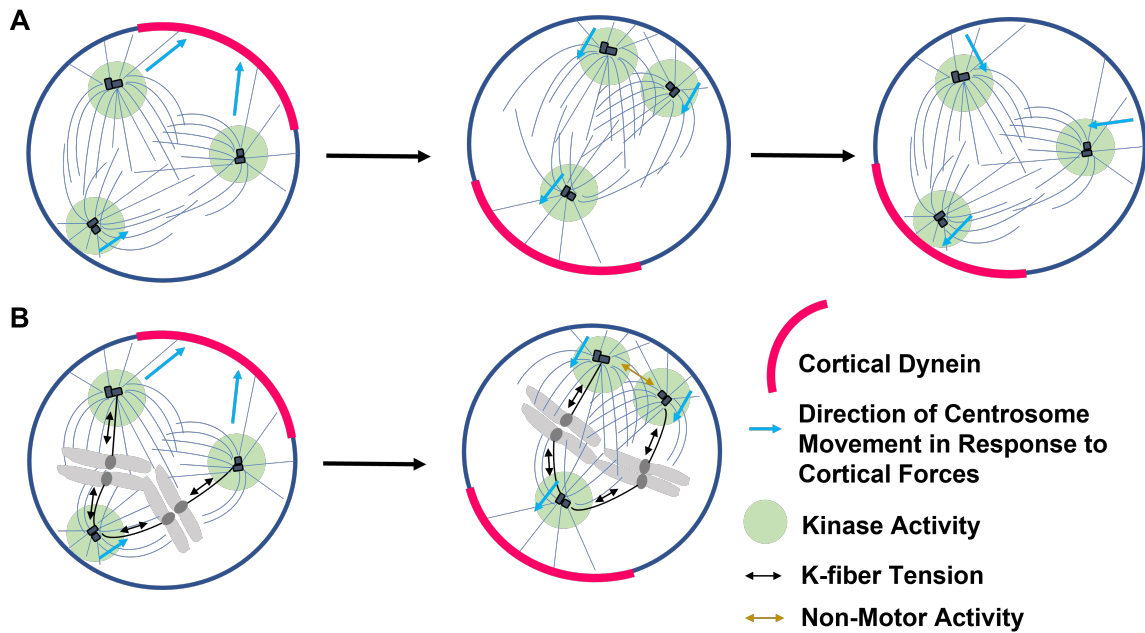 A
B
Cortical Dynein
Direction of Centrosome
Movement in Response to
Cortical Forces
Kinase Activity
K-fiber Tension
Non-Motor Activity